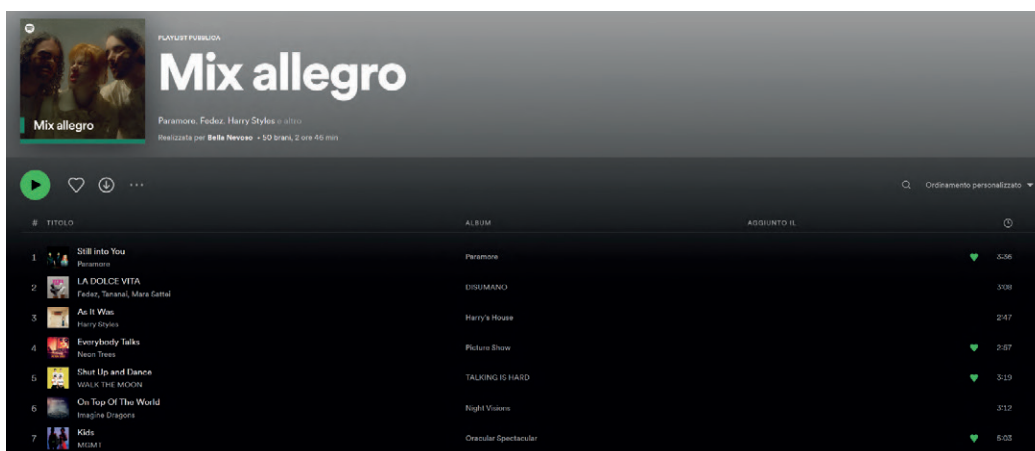 PLAYLIST PUBBLICA
Mix allegro
Mix allegro
Paramore, Fedez, Harry Styles e altro
Realizzata per Bella Nevoso • 50 brani, 2 ore 46 min
Ordinamento personalizzato
# TITOLO ALBUM AGGIUNTO IL
1 Still into You Paramore 3:36
Paramore
2 LA DOLCE VITA DISUMANO 3:08
Fedez, Tananai, Mara Sattei
3 As It Was Harry's House 2:47
Harry Styles
4 Everybody Talks Picture Show 2:57
Neon Trees
5 Shut Up and Dance TALKING IS HARD 3:19
WALK THE MOON
6 On Top Of The World Night Visions 3:12
Imagine Dragons
7 Kids Oracular Spectacular 5:03
MGMT